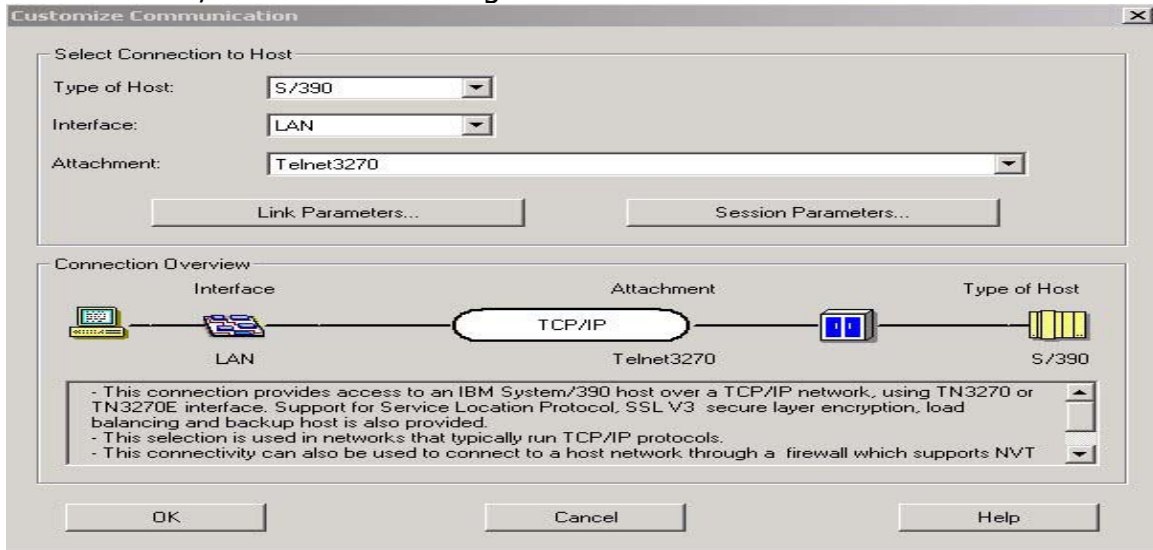 Customize Communication
Select Connection to Host
Type of Host: S/390
Interface: LAN
Attachment: Telnet3270
Link Parameters... Session Parameters...
Connection Overview
Interface Attachment Type of Host
TCP/IP
LAN Telnet3270 S/390
- This connection provides access to an IBM System/390 host over a TCP/IP network, using TN3270 or
TN3270E interface. Support for Service Location Protocol, SSL V3 secure layer encryption, load
balancing and backup host is also provided.
- This selection is used in networks that typically run TCP/IP protocols.
- This connectivity can also be used to connect to a host network through a firewall which supports NVT
OK Cancel Help